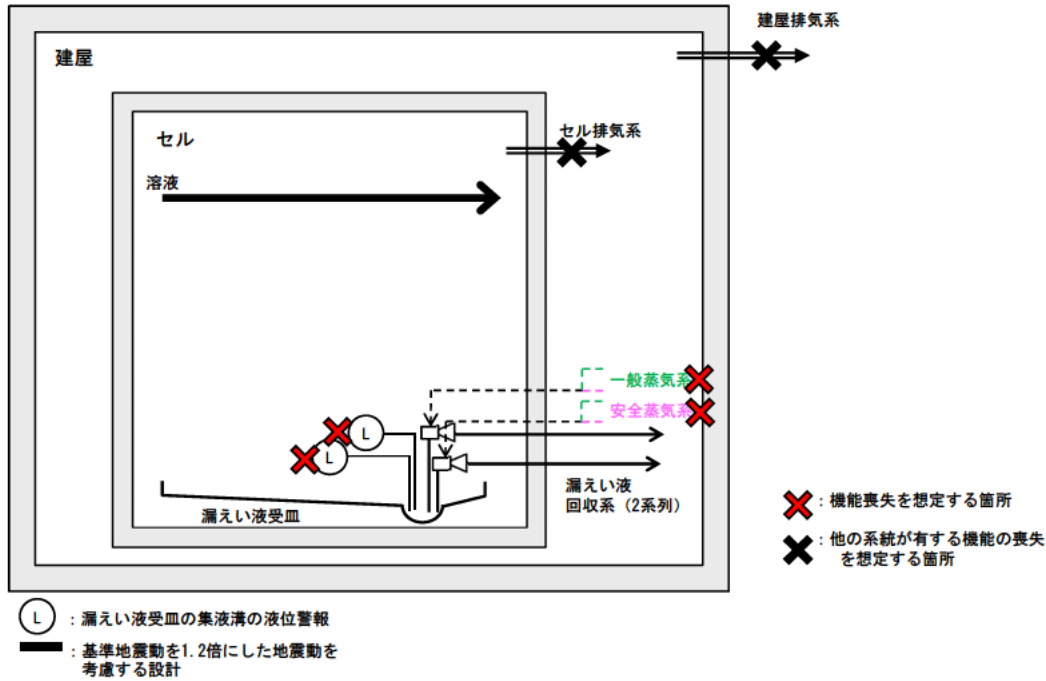 建屋排気系
建屋
セル
セル排気系
溶液
一般蒸気系
安全蒸気系
L
L
漏えい液
回収系（2系列）
漏えい液受皿
：機能喪失を想定する箇所
：他の系統が有する機能の喪失
を想定する箇所
L
：漏えい液受皿の集液溝の液位警報
：基準地震動を1.2倍にした地震動を
考慮する設計